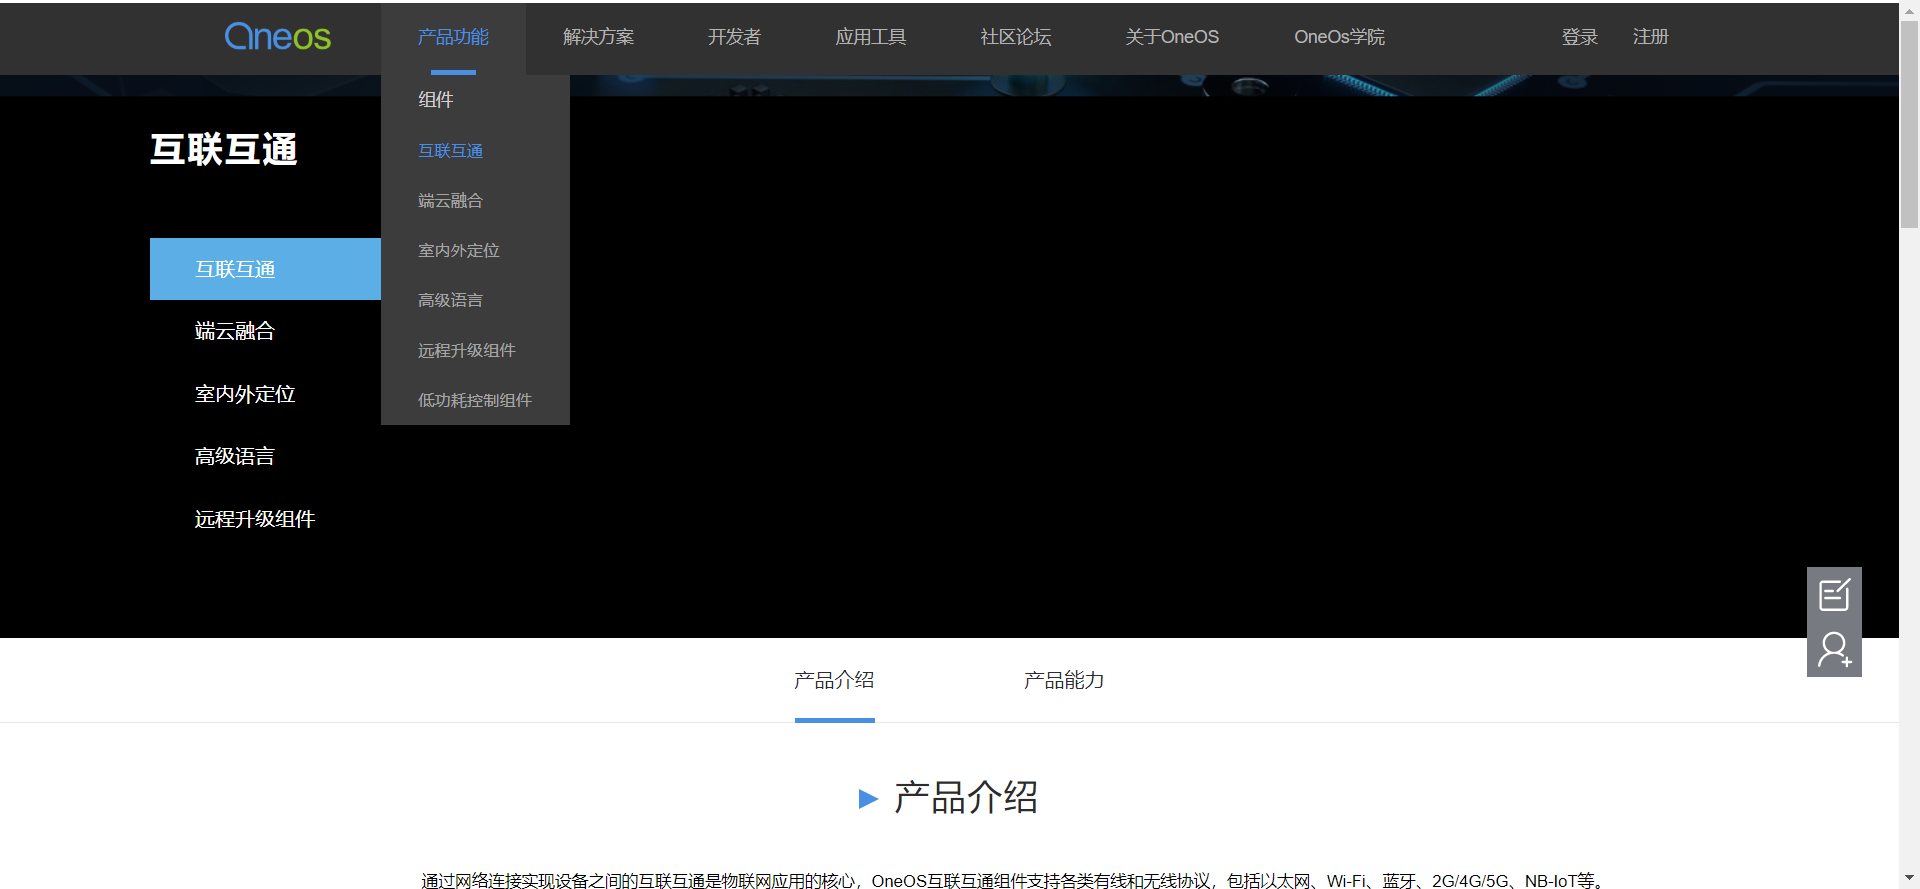 Oneos 产品功能 解决方案 开发者 应用工具 社区论坛 关于OneOS OneOs学院 登录 注册
组件
互联互通
端云融合
室内外定位
高级语言
远程升级组件
低功耗控制组件
互联互通
互联互通
端云融合
室内外定位
高级语言
远程升级组件
产品介绍 产品能力
产品介绍
通过网络连接实现设备之间的互联互通是物联网应用的核心，OneOS互联互通组件支持各类有线和无线协议，包括以太网、Wi-Fi、蓝牙、2G/4G/5G、NB-IoT等。